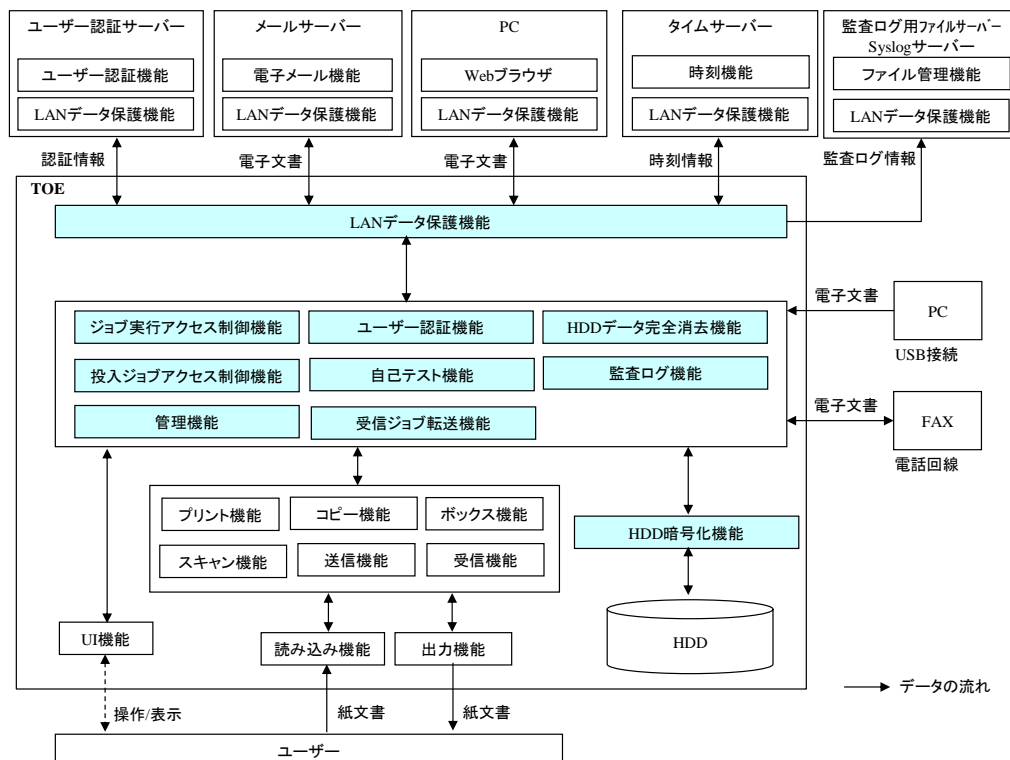 ユーザー認証サーバー
ユーザー認証機能
LANデータ保護機能
メールサーバー
電子メール機能
LANデータ保護機能
PC
Webブラウザ
LANデータ保護機能
タイムサーバー
時刻機能
LANデータ保護機能
監査ログ用ファイルサーバー
Syslogサーバー
ファイル管理機能
LANデータ保護機能
認証情報
電子文書
電子文書
時刻情報
監査ログ情報
TOE
LANデータ保護機能
ジョブ実行アクセス制御機能
ユーザー認証機能
HDDデータ完全消去機能
投入ジョブアクセス制御機能
自己テスト機能
監査ログ機能
管理機能
受信ジョブ転送機能
電子文書
PC
USB接続
電子文書
FAX
電話回線
プリント機能
コピー機能
ボックス機能
スキャン機能
送信機能
受信機能
HDD暗号化機能
HDD
UI機能
読み込み機能
出力機能
データの流れ
操作/表示
紙文書
紙文書
ユーザー